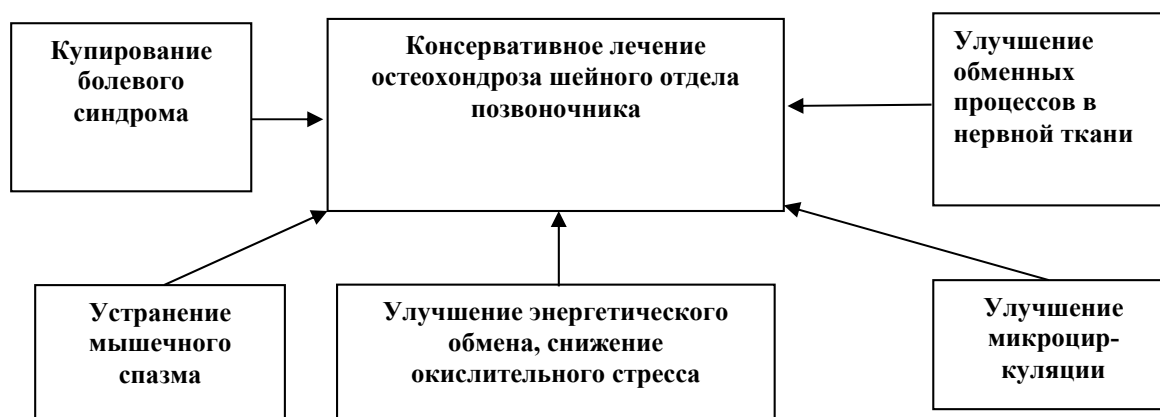 Купирование
болевого
синдрома
Консервативное лечение
остеохондроза шейного отдела
позвоночника
Улучшение
обменных
процессов в
нервной ткани
Устранение
мышечного
спазма
Улучшение энергетического
обмена, снижение
окислительного стресса
Улучшение
микроцир-
куляции